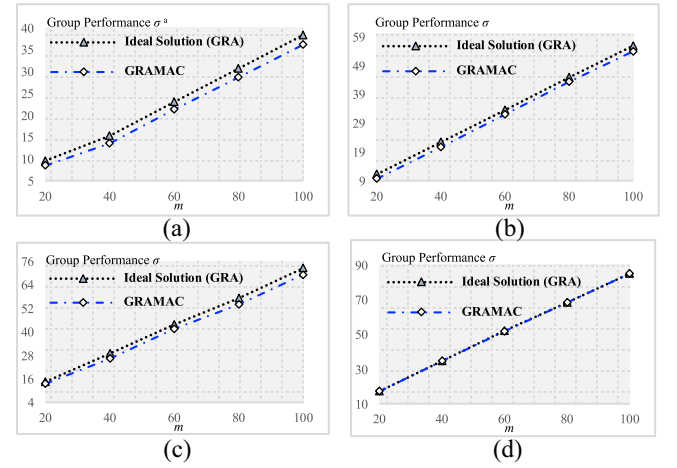 Group Performance σ a
40
35
30
25
20
15
10
5
Ideal Solution (GRA)
GRAMAC
20 40 60 80 100
m
(a)
Group Performance σ
59
49
39
29
19
9
Ideal Solution (GRA)
GRAMAC
20 40 60 80 100
m
(b)
Group Performance σ
76
64
52
40
28
16
4
Ideal Solution (GRA)
GRAMAC
20 40 60 80 100
m
(c)
Group Performance σ
90
70
50
30
10
Ideal Solution (GRA)
GRAMAC
20 40 60 80 100
m
(d)